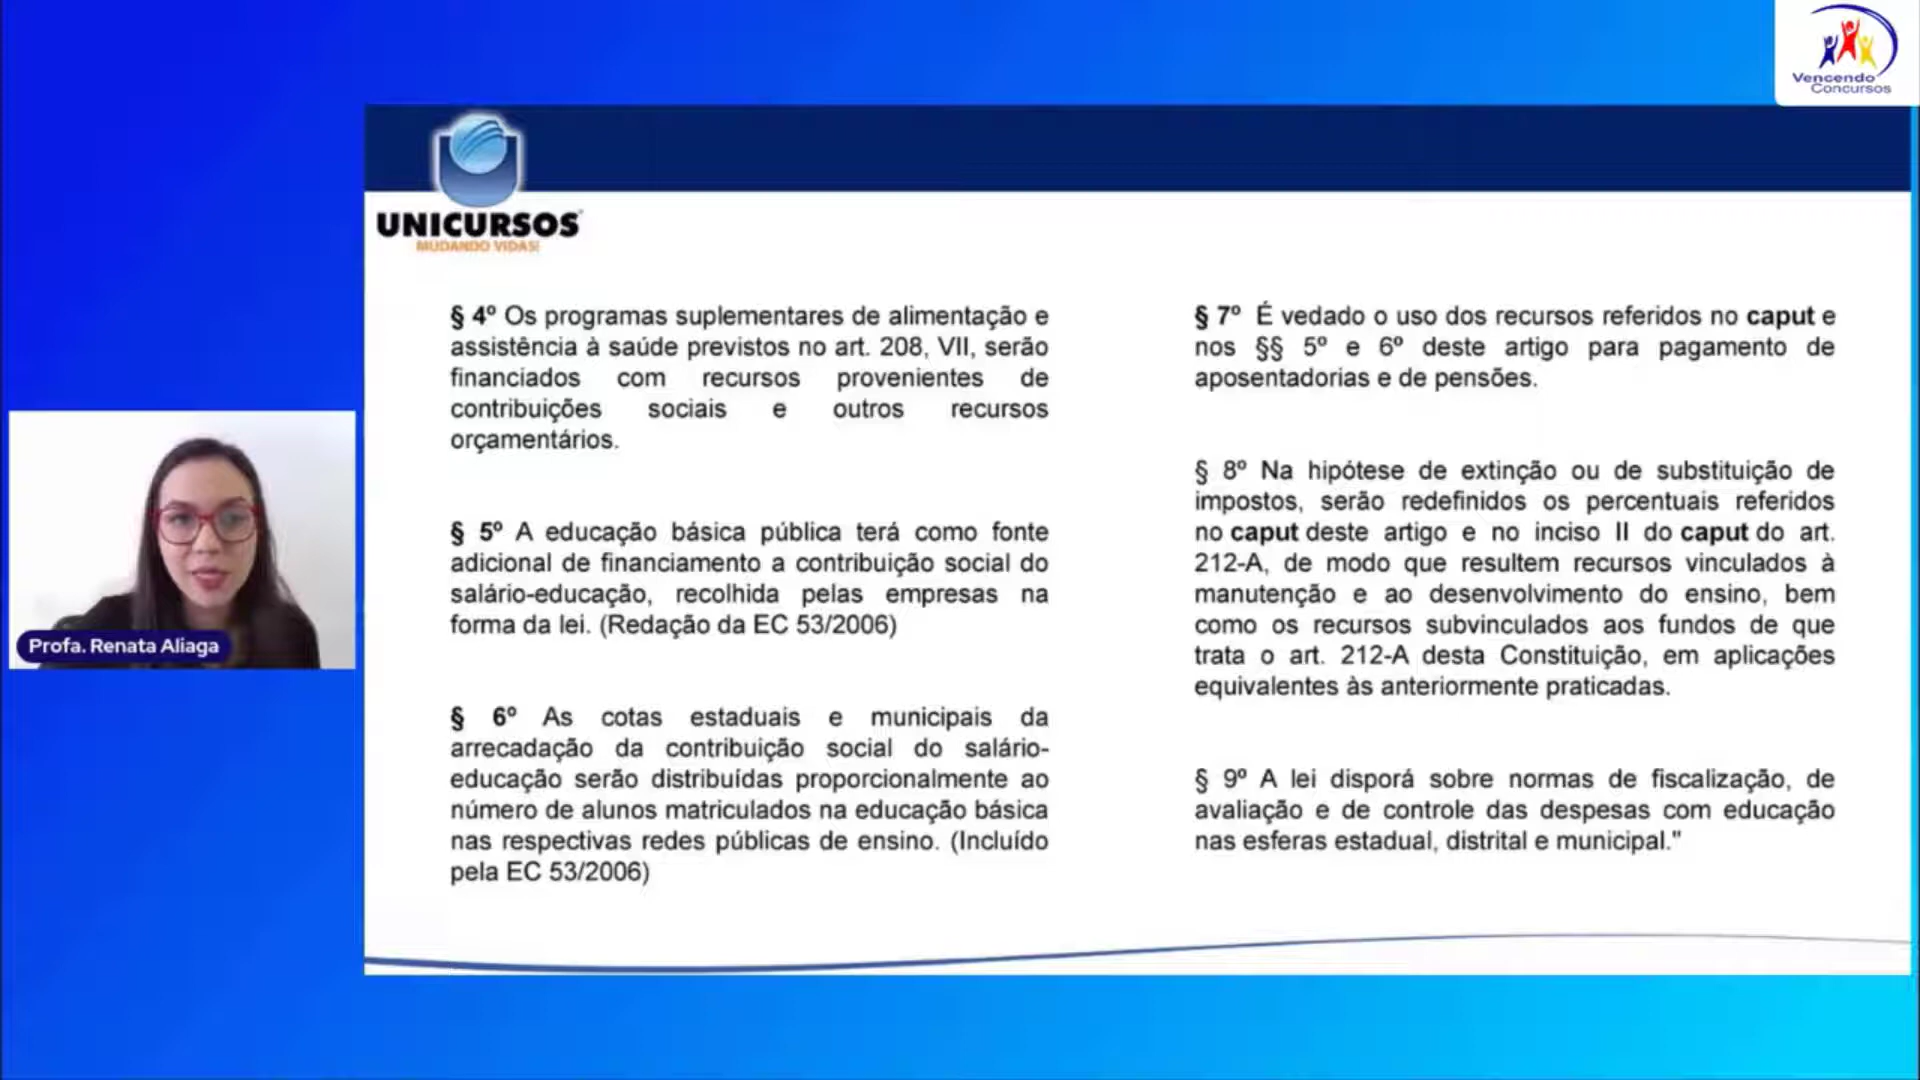 Vencendo
Concursos
UNICURSOS
MUDANDO VIDAS!
§ 4º Os programas suplementares de alimentação e
assistência à saúde previstos no art. 208, VII, serão
financiados com recursos provenientes de
contribuições sociais e outros recursos
orçamentários.
§ 5º A educação básica pública terá como fonte
adicional de financiamento a contribuição social do
salário-educação, recolhida pelas empresas na
forma da lei. (Redação da EC 53/2006)
§ 6º As cotas estaduais e municipais da
arrecadação da contribuição social do salário-
educação serão distribuídas proporcionalmente ao
número de alunos matriculados na educação básica
nas respectivas redes públicas de ensino. (Incluído
pela EC 53/2006)
§ 7º É vedado o uso dos recursos referidos no caput e
nos §§ 5º e 6º deste artigo para pagamento de
aposentadorias e de pensões.
§ 8º Na hipótese de extinção ou de substituição de
impostos, serão redefinidos os percentuais referidos
no caput deste artigo e no inciso II do caput do art.
212-A, de modo que resultem recursos vinculados à
manutenção e ao desenvolvimento do ensino, bem
como os recursos subvinculados aos fundos de que
trata o art. 212-A desta Constituição, em aplicações
equivalentes às anteriormente praticadas.
§ 9º A lei disporá sobre normas de fiscalização, de
avaliação e de controle das despesas com educação
nas esferas estadual, distrital e municipal."
Profa. Renata Aliaga